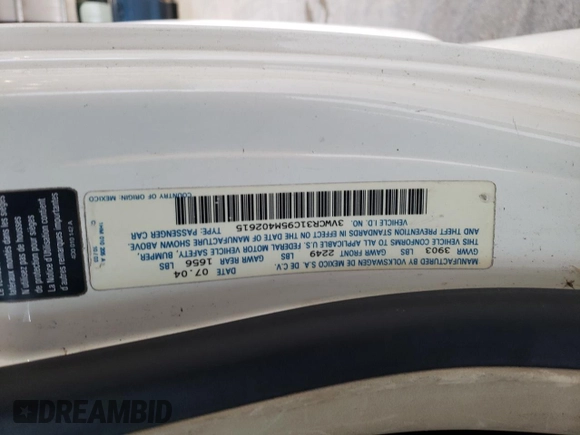 MANUFACTURED BY VOLKSWAGEN DE MEXICO S.A. DE C.V. DATE 07.04
GVWR 3903 LBS GAWR FRONT 2249 LBS GAWR REAR 1656 LBS
THIS VEHICLE CONFORMS TO ALL APPLICABLE U.S. FEDERAL MOTOR VEHICLE SAFETY, BUMPER,
AND THEFT PREVENTION STANDARDS IN EFFECT ON THE DATE OF MANUFACTURE SHOWN ABOVE
VEHICLE I.D. NO. 3VWCR31C95M402615 TYPE: PASSENGER CAR
COUNTRY OF ORIGIN: MEXICO
DREAMBID